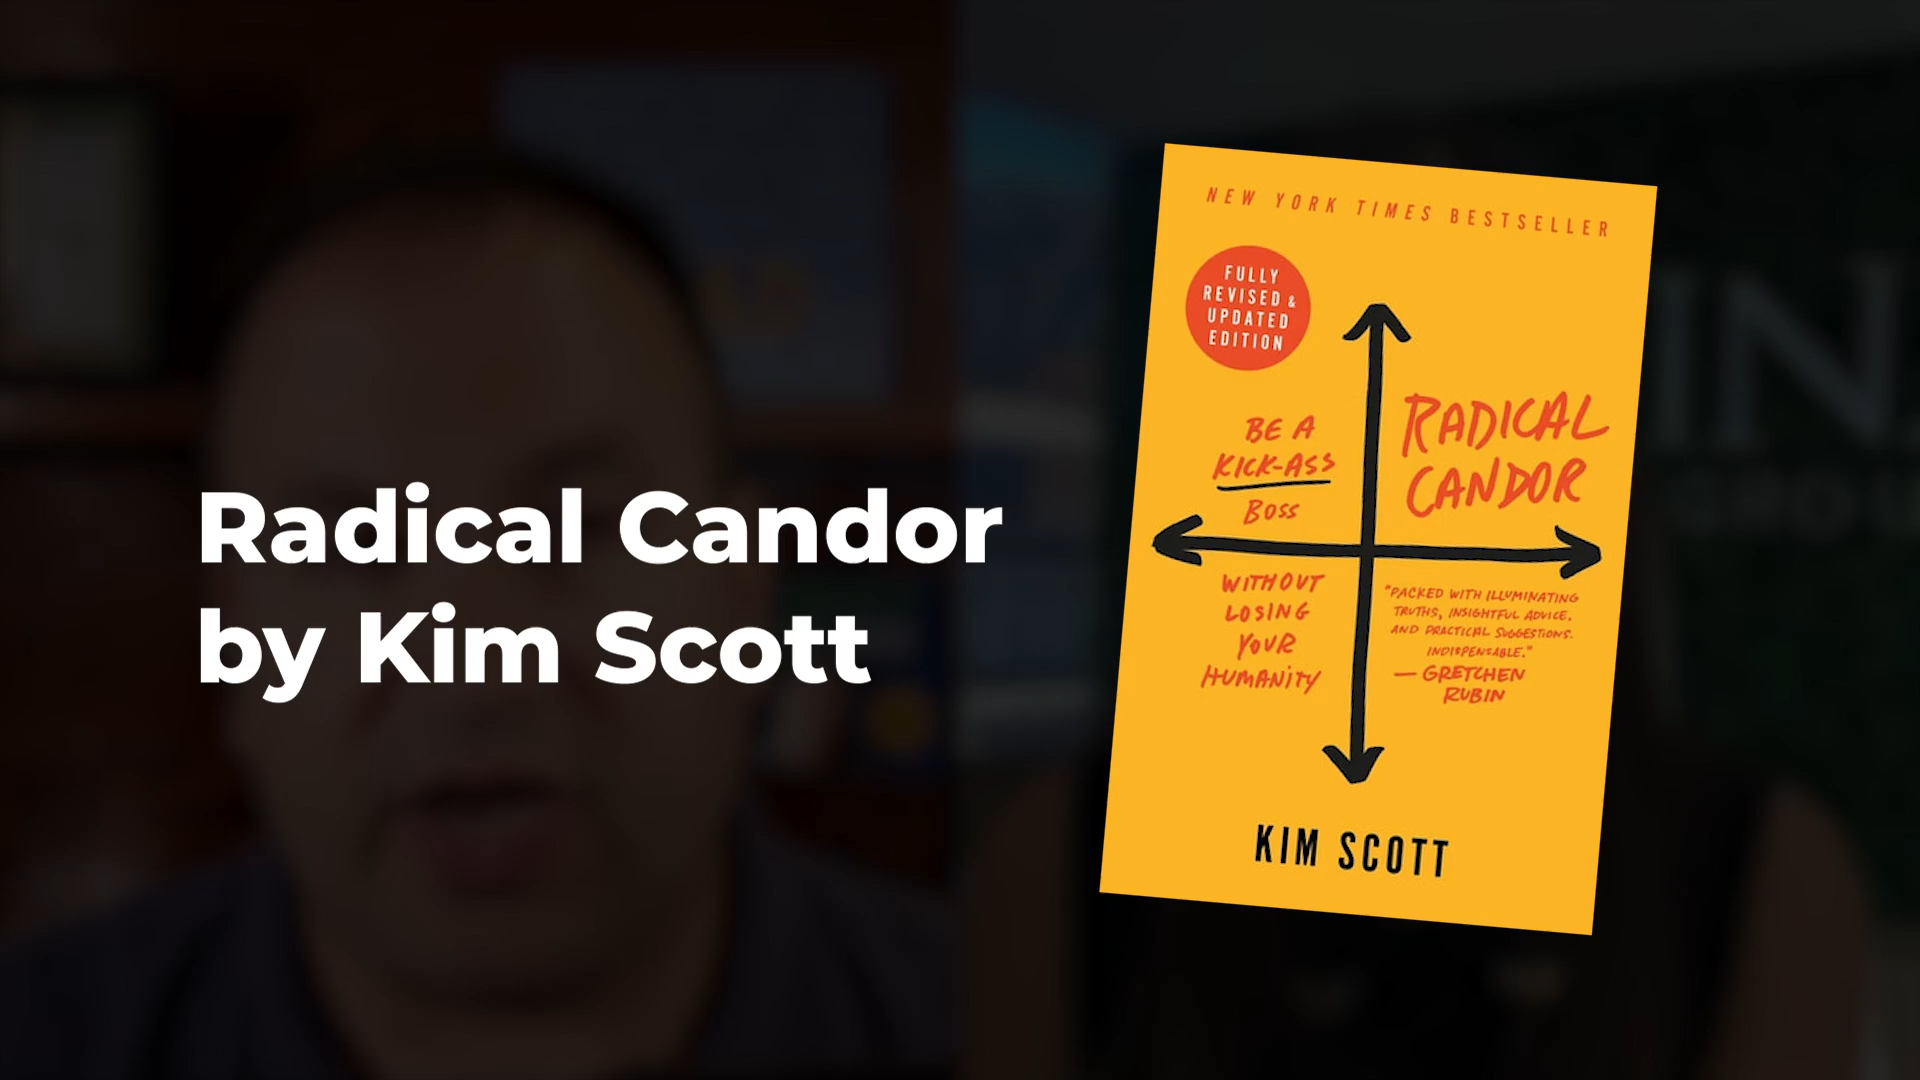 Radical Candor
by Kim Scott
NEW YORK TIMES BESTSELLER
FULLY
REVISED &
UPDATED
EDITION
BE A
KICK-ASS
BOSS
RADICAL
CANDOR
WITHOUT
LOSING
YOUR
HUMANITY
"PACKED WITH ILLUMINATING
TRUTHS, INSIGHTFUL ADVICE,
AND PRACTICAL SUGGESTIONS.
INDISPENSABLE."
— GRETCHEN
RUBIN
KIM SCOTT